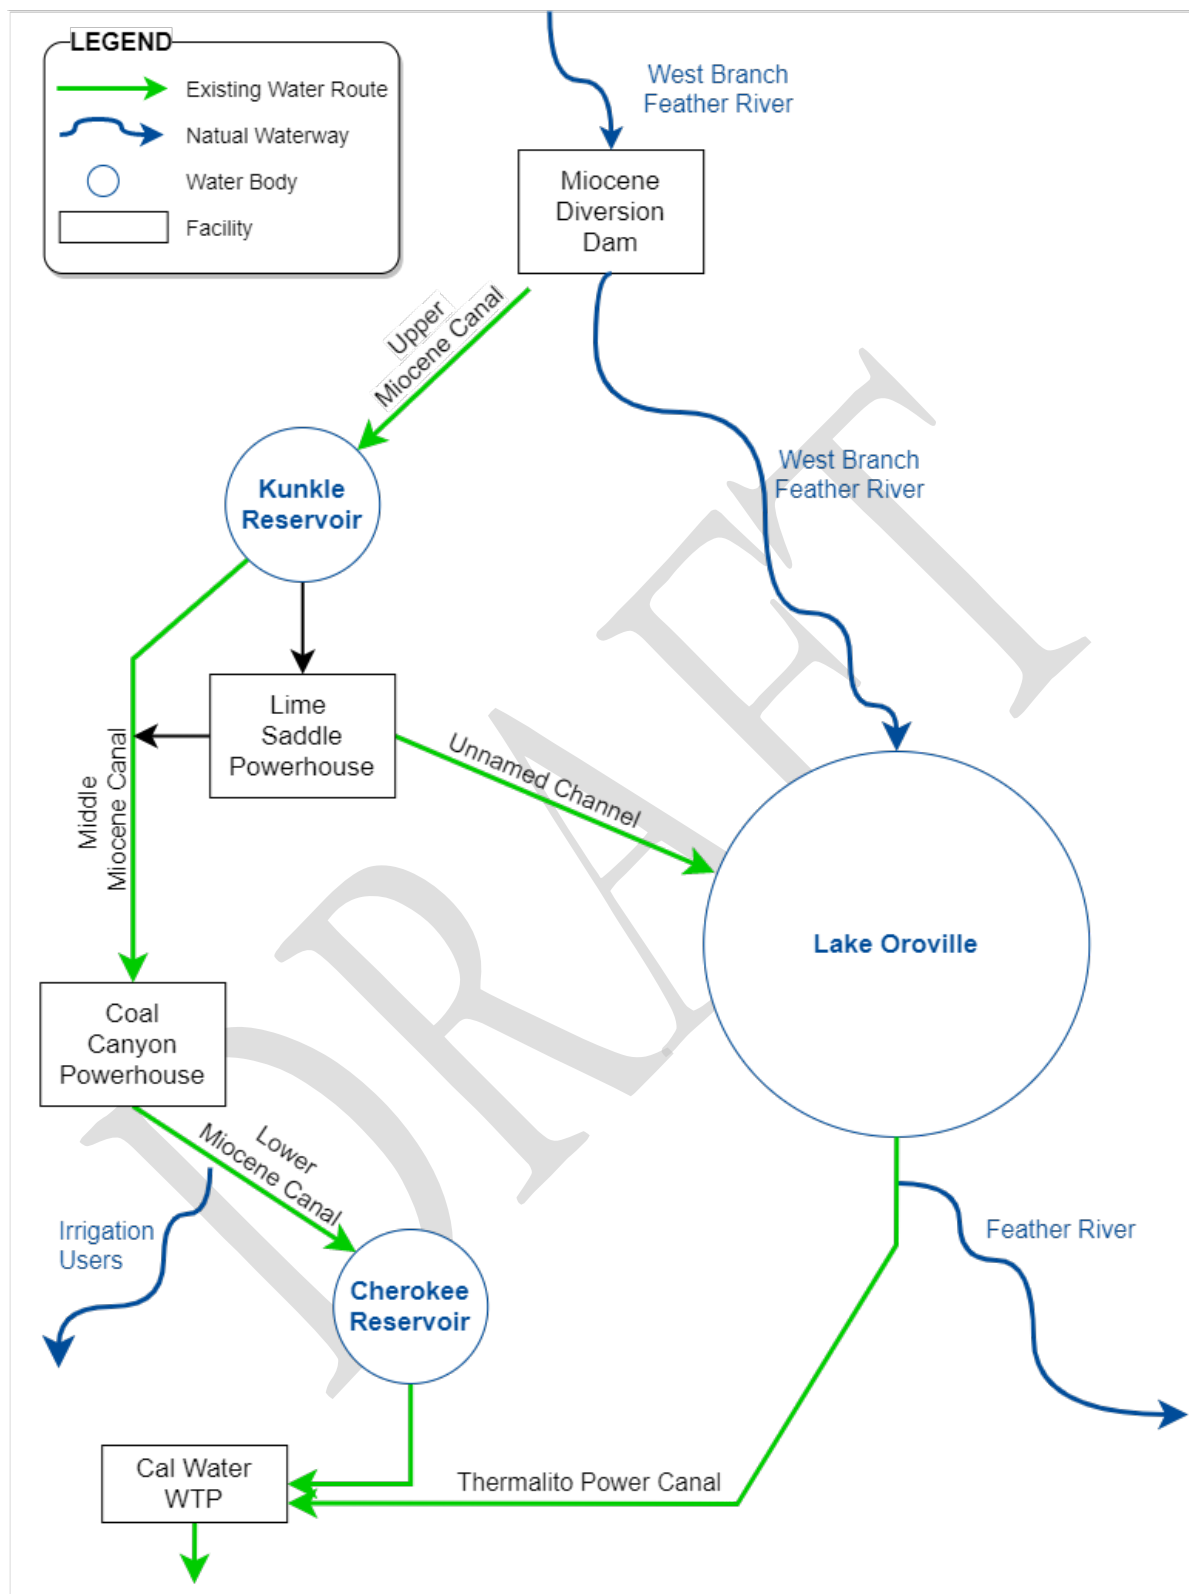 LEGEND
Existing Water Route
Natual Waterway
Water Body
Facility
West Branch
Feather River
Miocene
Diversion
Dam
Upper
Miocene Canal
West Branch
Feather River
Kunkle
Reservoir
Lime
Saddle
Powerhouse
Unnamed Channel
Middle
Miocene Canal
Lake Oroville
Coal
Canyon
Powerhouse
Lower
Miocene Canal
Irrigation
Users
Feather River
Cherokee
Reservoir
Cal Water
WTP
Thermalito Power Canal
DRAFT